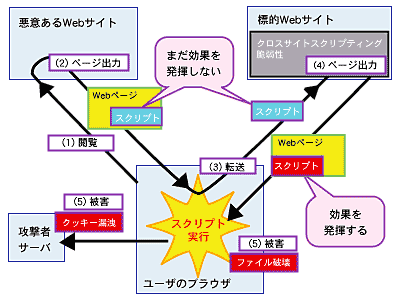 悪意あるWebサイト
標的Webサイト
クロスサイトスクリプティング
脆弱性
(2) ページ出力
まだ効果を
発揮しない
(4) ページ出力
Webページ
スクリプト
スクリプト
(1) 閲覧
Webページ
スクリプト
(3) 転送
(5) 被害
クッキー漏洩
スクリプト
実行
効果を
発揮する
攻撃者
サーバ
(5) 被害
ファイル破壊
ユーザのブラウザ